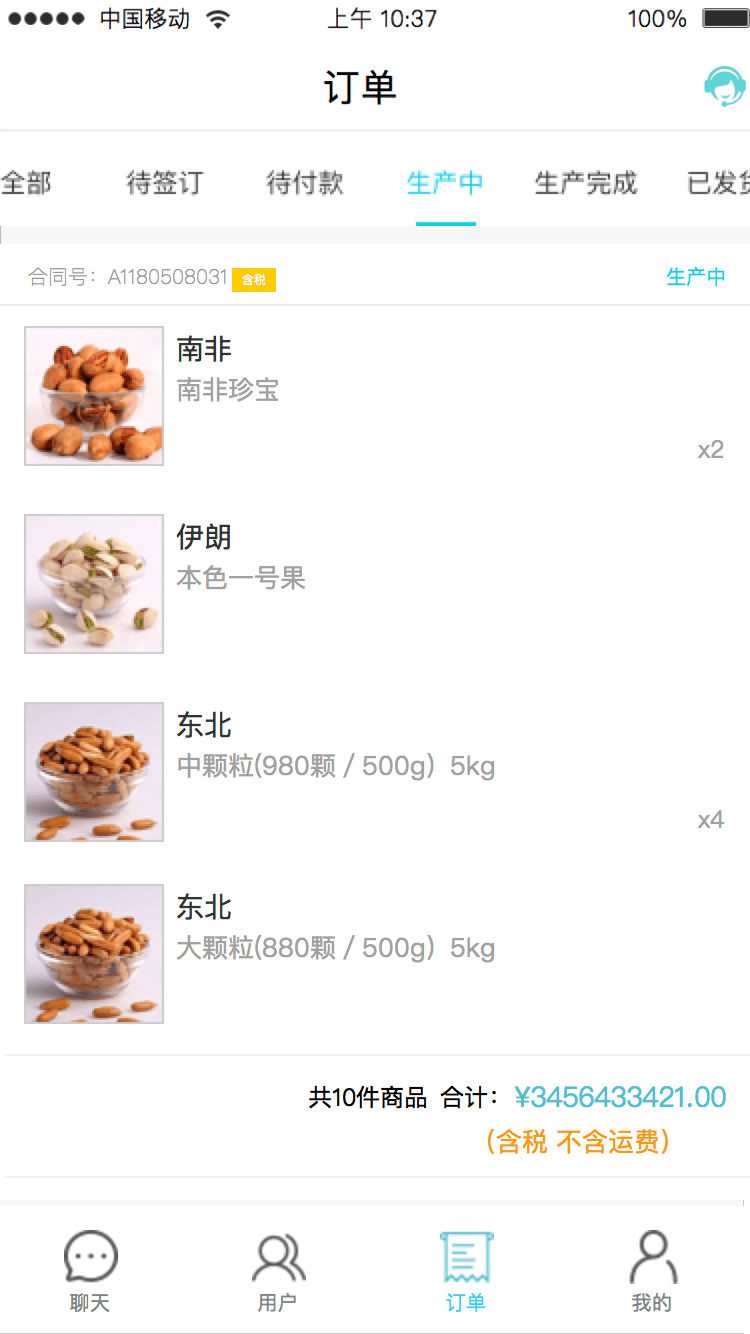 中国移动 上午 10:37 100%
订单
全部 待签订 待付款 生产中 生产完成 已发货
合同号：A1180508031 含税 生产中
南非
南非珍宝
x2
伊朗
本色一号果
东北
中颗粒(980颗 / 500g）5kg
x4
东北
大颗粒(880颗 / 500g）5kg
共10件商品 合计：¥3456433421.00
（含税 不含运费）
聊天 用户 订单 我的